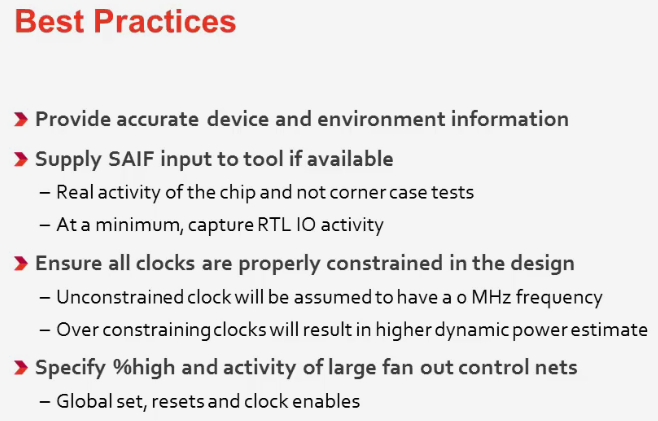 Best Practices
Provide accurate device and environment information
Supply SAIF input to tool if available
– Real activity of the chip and not corner case tests
– At a minimum, capture RTL IO activity
Ensure all clocks are properly constrained in the design
– Unconstrained clock will be assumed to have a 0 MHz frequency
– Over constraining clocks will result in higher dynamic power estimate
Specify %high and activity of large fan out control nets
– Global set, resets and clock enables